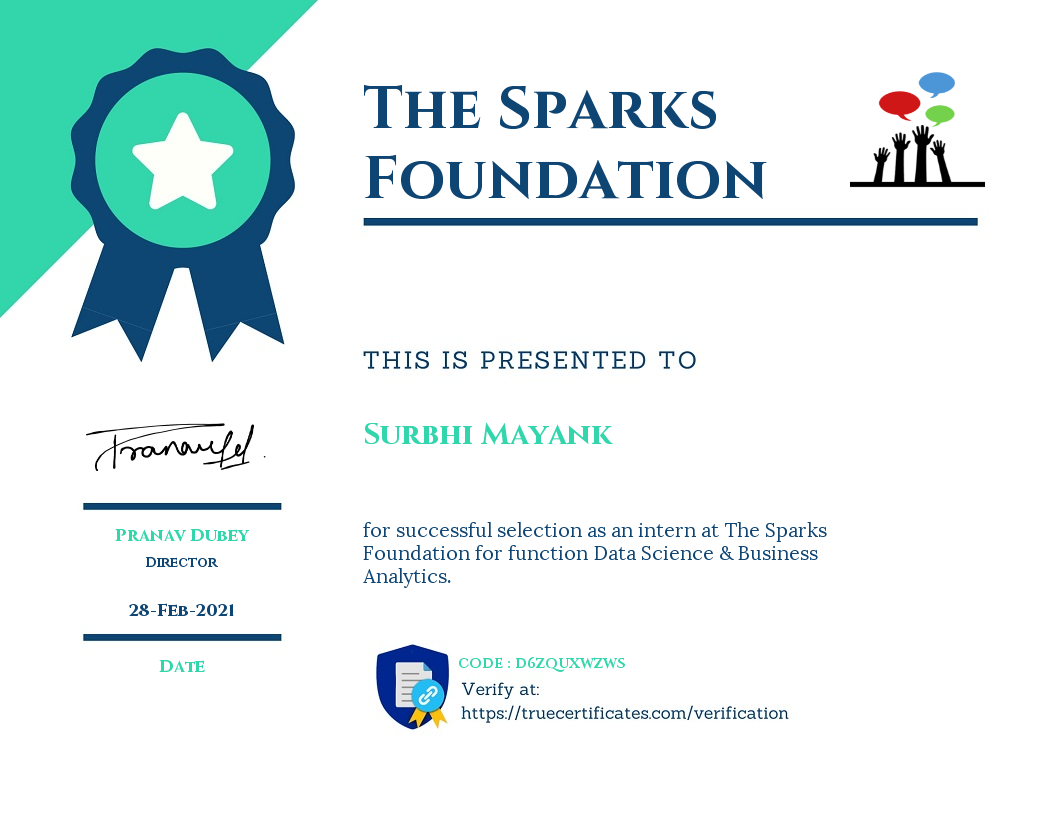 The Sparks
Foundation
THIS IS PRESENTED TO
Surbhi Mayank
for successful selection as an intern at The Sparks
Foundation for function Data Science & Business
Analytics.
Pranav Dubey
Director
28-Feb-2021
Date
CODE : D6ZQUXWZWS
Verify at:
https://truecertificates.com/verification